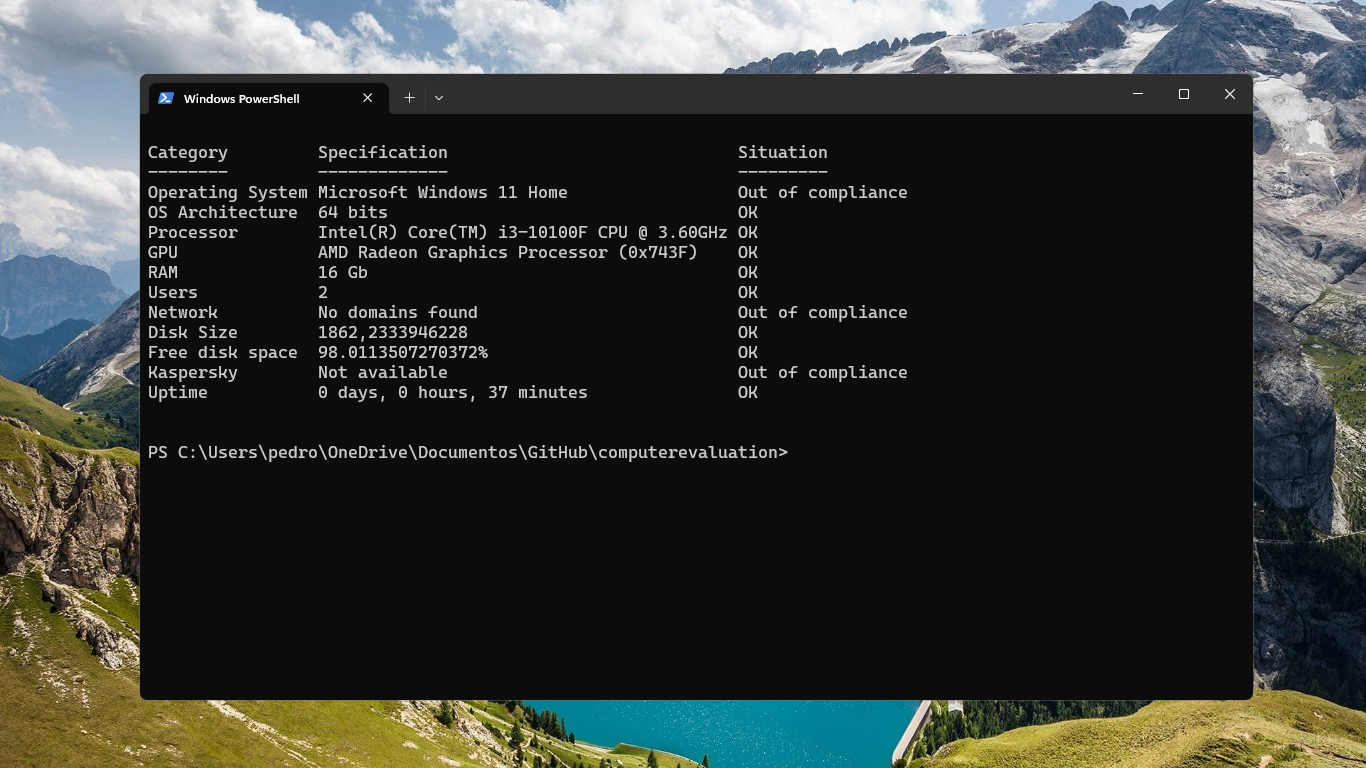 Windows PowerShell
Category Specification Situation
-------- ------------- ---------
Operating System Microsoft Windows 11 Home Out of compliance
OS Architecture 64 bits OK
Processor Intel(R) Core(TM) i3-10100F CPU @ 3.60GHz OK
GPU AMD Radeon Graphics Processor (0x743F) OK
RAM 16 Gb OK
Users 2 OK
Network No domains found Out of compliance
Disk Size 1862,2333946228 OK
Free disk space 98.0113507270372% OK
Kaspersky Not available Out of compliance
Uptime 0 days, 0 hours, 37 minutes OK
PS C:\Users\pedro\OneDrive\Documentos\GitHub\computerevaluation>